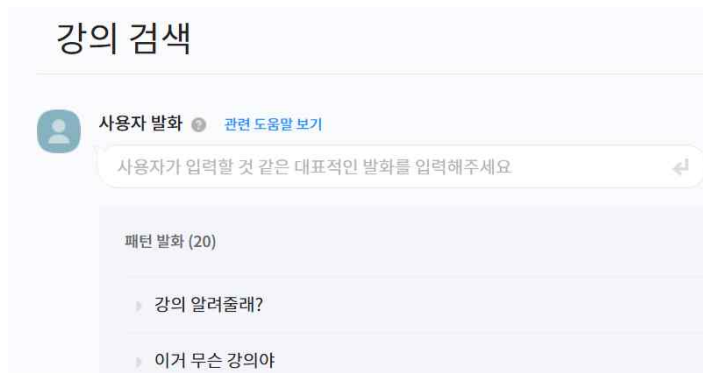 강의 검색
사용자 발화 ? 관련 도움말 보기
사용자가 입력할 것 같은 대표적인 발화를 입력해주세요
패턴 발화 (20)
강의 알려줄래?
이거 무슨 강의야